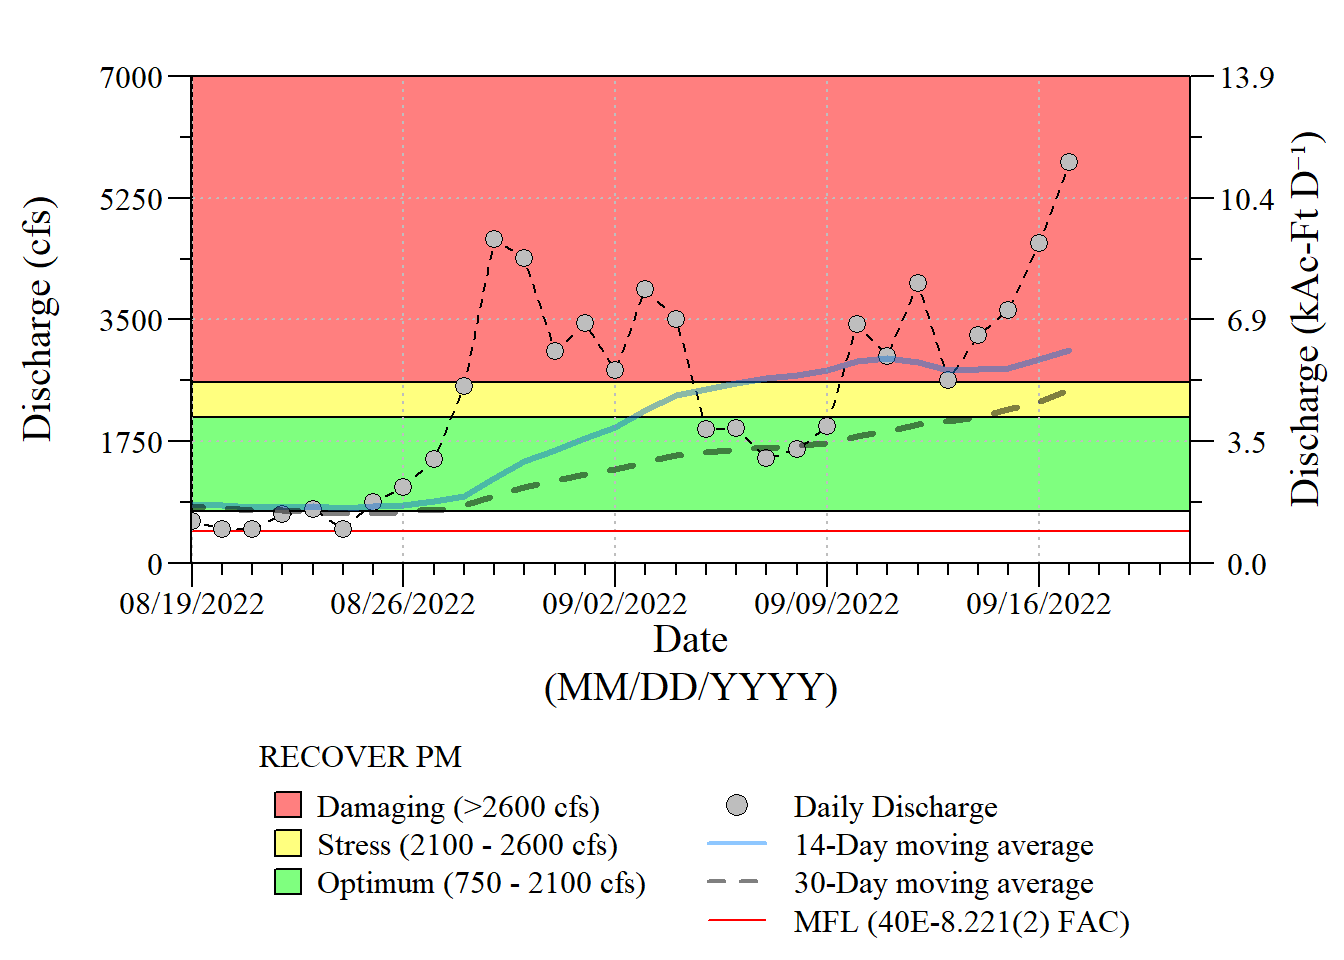 7000
5250
3500
1750
0
Discharge (cfs)
13.9
10.4
6.9
3.5
0.0
Discharge (kAc-Ft D⁻¹)
08/19/2022 08/26/2022 09/02/2022 09/09/2022 09/16/2022
Date
(MM/DD/YYYY)
RECOVER PM
Damaging (>2600 cfs)
Stress (2100 - 2600 cfs)
Optimum (750 - 2100 cfs)
Daily Discharge
14-Day moving average
30-Day moving average
MFL (40E-8.221(2) FAC)